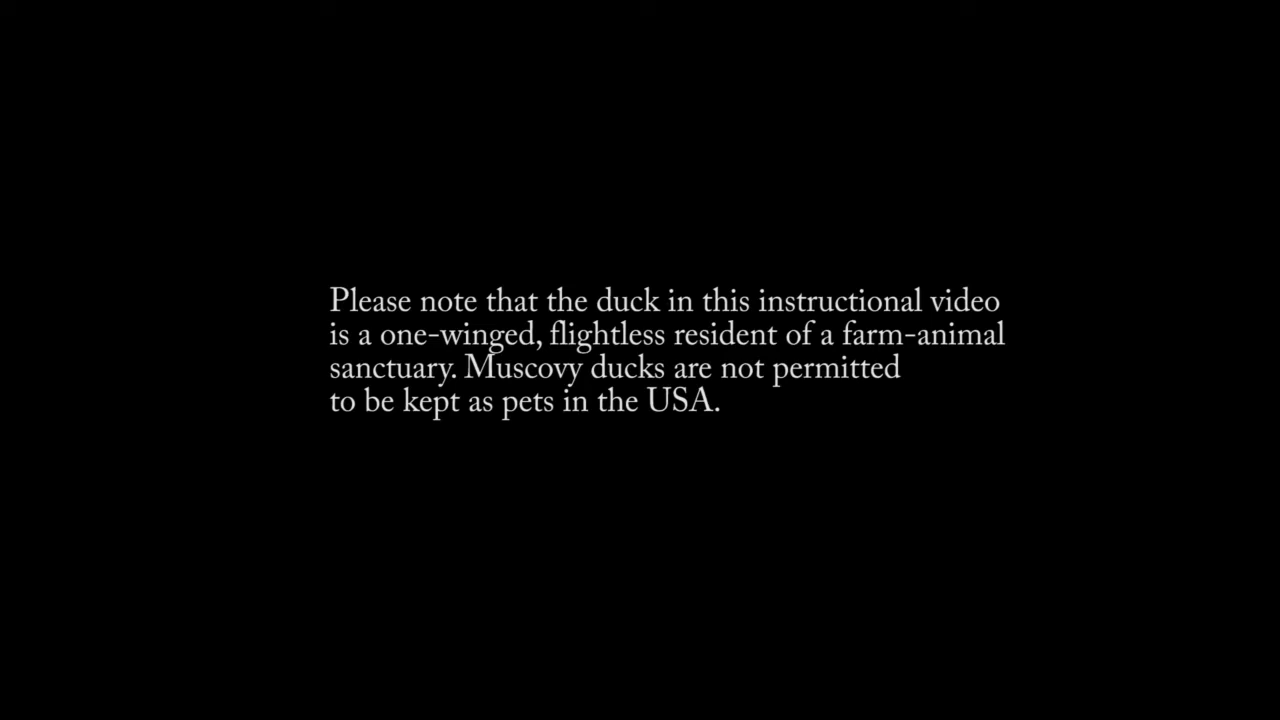 Please note that the duck in this instructional video
is a one-winged, flightless resident of a farm-animal
sanctuary. Muscovy ducks are not permitted
to be kept as pets in the USA.